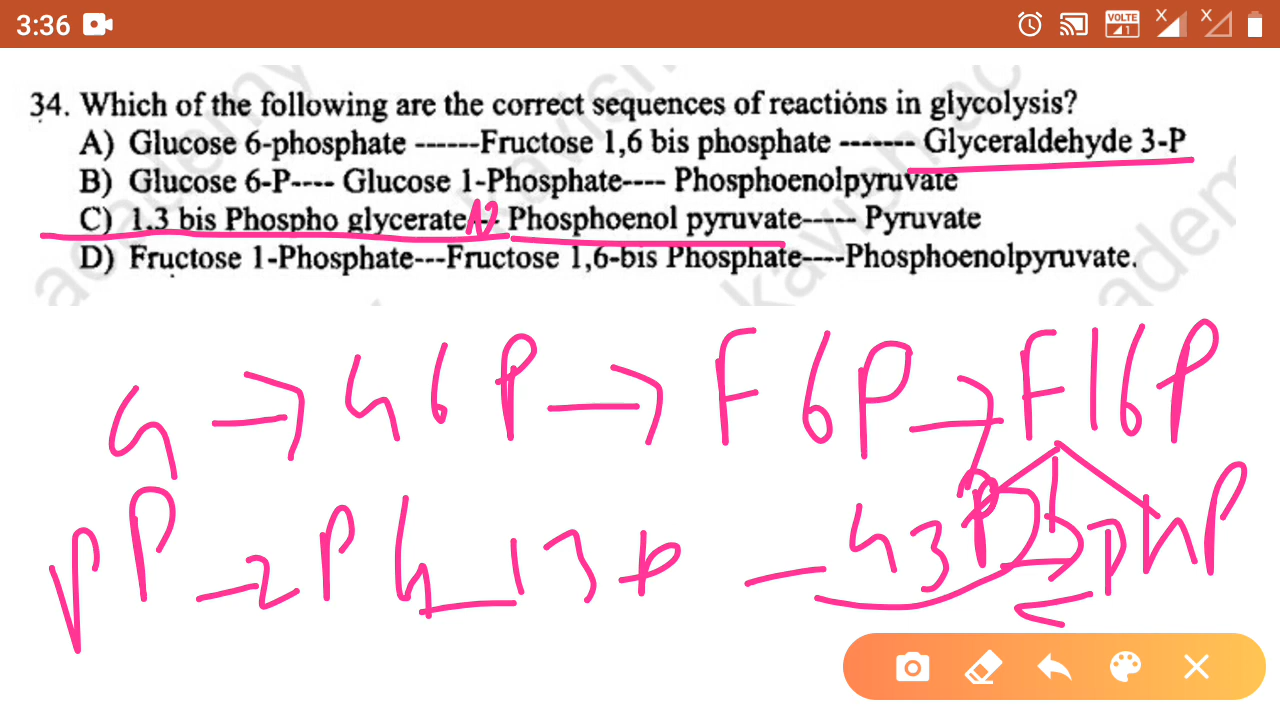 3:36 VOLTE 1
34. Which of the following are the correct sequences of reactions in glycolysis?
A) Glucose 6-phosphate ------Fructose 1,6 bis phosphate ------- Glyceraldehyde 3-P
B) Glucose 6-P---- Glucose 1-Phosphate---- Phosphoenolpyruvate
C) 1.3 bis Phospho glycerate---- Phosphoenol pyruvate----- Pyruvate
D) Fructose 1-Phosphate---Fructose 1,6-bis Phosphate----Phosphoenolpyruvate.
G → G6P → F6P → F16P